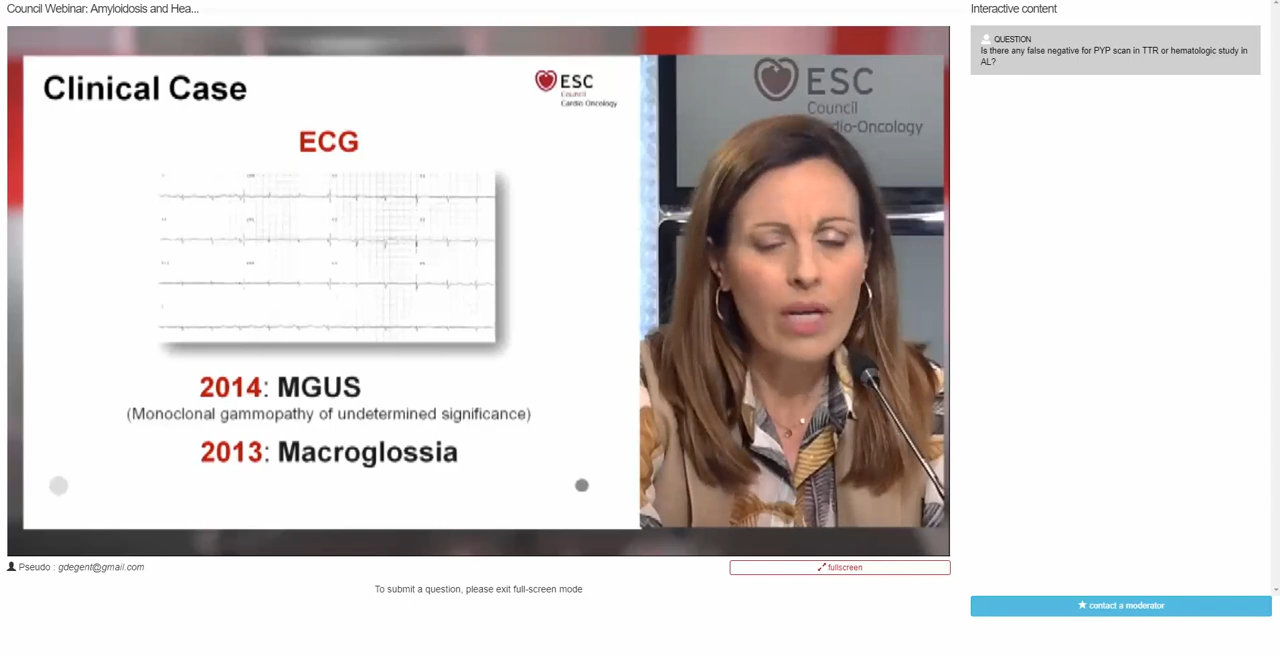 Council Webinar: Amyloidosis and Hea...
Interactive content
QUESTION
Is there any false negative for PYP scan in TTR or hematologic study in
AL?
Clinical Case
ESC
Council
Cardio Oncology
ECG
2014: MGUS
(Monoclonal gammopathy of undetermined significance)
2013: Macroglossia
ESC
Council
dio-Oncology
Pseudo : gdegent@gmail.com
fullscreen
To submit a question, please exit full-screen mode
contact a moderator